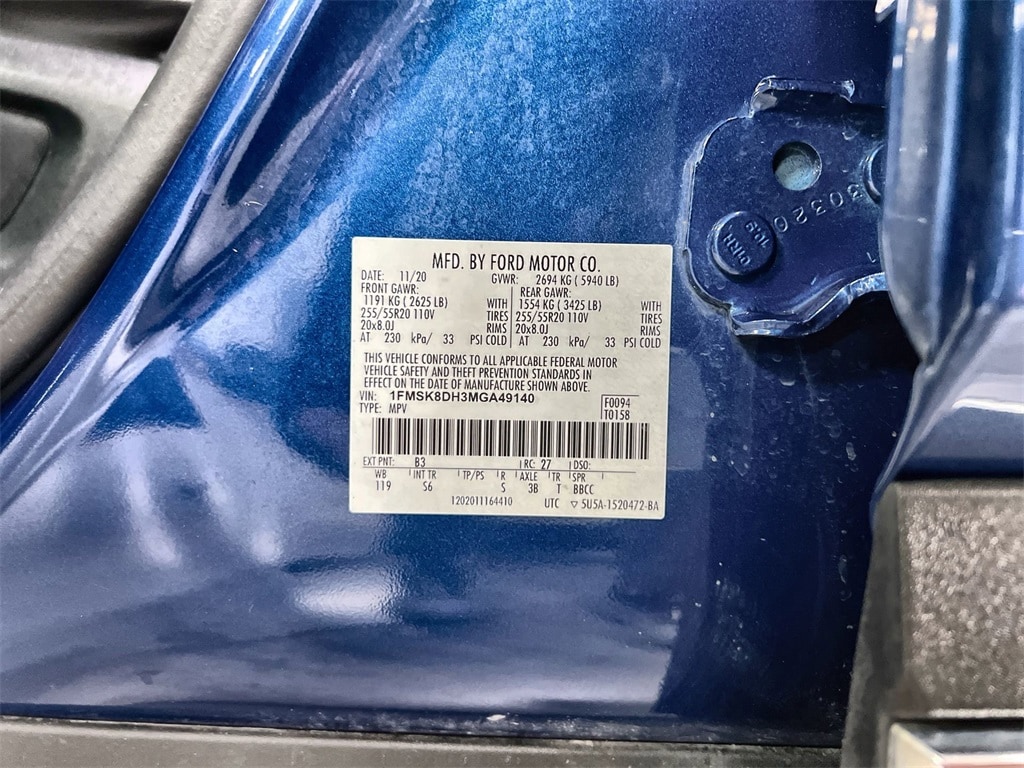 MFD. BY FORD MOTOR CO.
DATE: 11/20 GVWR: 2694 KG ( 5940 LB)
FRONT GAWR: REAR GAWR:
1191 KG ( 2625 LB) WITH 1554 KG ( 3425 LB) WITH
255/55R20 110V TIRES 255/55R20 110V TIRES
20x8.0J RIMS 20x8.0J RIMS
AT 230 kPa/ 33 PSI COLD AT 230 kPa/ 33 PSI COLD
THIS VEHICLE CONFORMS TO ALL APPLICABLE FEDERAL MOTOR
VEHICLE SAFETY AND THEFT PREVENTION STANDARDS IN
EFFECT ON THE DATE OF MANUFACTURE SHOWN ABOVE.
VIN: 1FMSK8DH3MGA49140 F0094
TYPE: MPV T0158
EXT PNT: B3 RC: 27 DSO:
WB INT TR TP/PS R AXLE TR SPR
119 S6 S 3B T BBCC
1202011164410 UTC ▽ 5U5A-1520472-BA